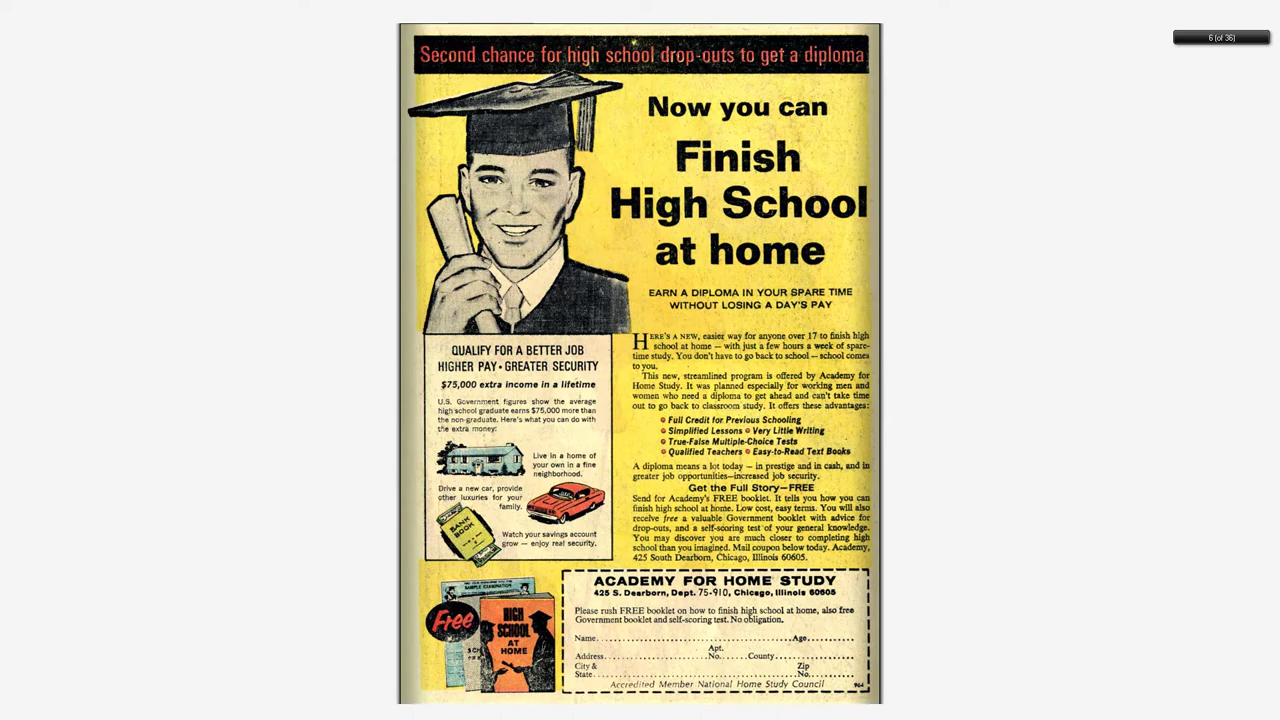 6 (of 36)
Second chance for high school drop-outs to get a diploma
Now you can
Finish
High School
at home
EARN A DIPLOMA IN YOUR SPARE TIME
WITHOUT LOSING A DAY'S PAY
QUALIFY FOR A BETTER JOB
HIGHER PAY • GREATER SECURITY
$75,000 extra income in a lifetime
U.S. Government figures show the average
high school graduate earns $75,000 more than
the non-graduate. Here's what you can do with
the extra money:
Live in a home of
your own in a fine
neighborhood.
Drive a new car, provide
other luxuries for your
family.
BANK
BOOK
Watch your savings account
grow — enjoy real security.
HERE'S A NEW, easier way for anyone over 17 to finish high
school at home — with just a few hours a week of spare-
time study. You don't have to go back to school — school comes
to you.
This new, streamlined program is offered by Academy for
Home Study. It was planned especially for working men and
women who need a diploma to get ahead and can't take time
out to go back to classroom study. It offers these advantages:
Full Credit for Previous Schooling
Simplified Lessons • Very Little Writing
True-False Multiple-Choice Tests
Qualified Teachers • Easy-to-Read Text Books
A diploma means a lot today — in prestige and in cash, and in
greater job opportunities—increased job security.
Get the Full Story—FREE
Send for Academy's FREE booklet. It tells you how you can
finish high school at home. Low cost, easy terms. You will also
receive free a valuable Government booklet with advice for
drop-outs, and a self-scoring test of your general knowledge.
You may discover you are much closer to completing high
school than you imagined. Mail coupon below today. Academy,
425 South Dearborn, Chicago, Illinois 60605.
SAMPLE EXAMINATION
Free
HIGH
SCHOOL
AT
HOME
ACADEMY FOR HOME STUDY
425 S. Dearborn, Dept. 75-910, Chicago, Illinois 60605
Please rush FREE booklet on how to finish high school at home, also free
Government booklet and self-scoring test. No obligation.
Name Age
Apt.
Address No. County
City & Zip
State No.
Accredited Member National Home Study Council 964